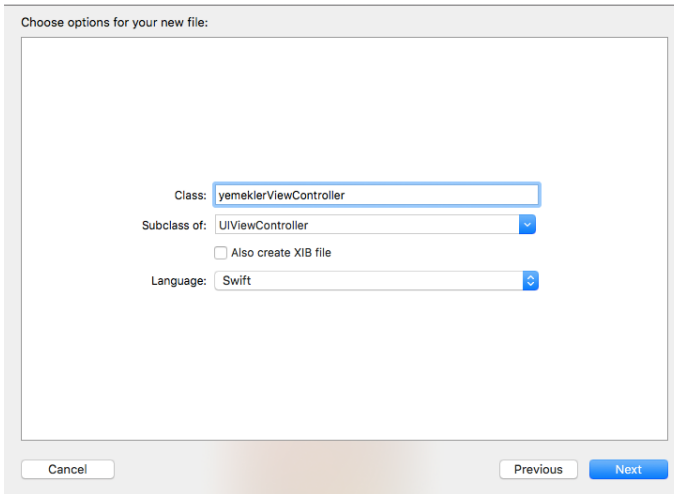 Choose options for your new file:
Class: yemeklerViewController
Subclass of: UIViewController
Also create XIB file
Language: Swift
Cancel Previous Next